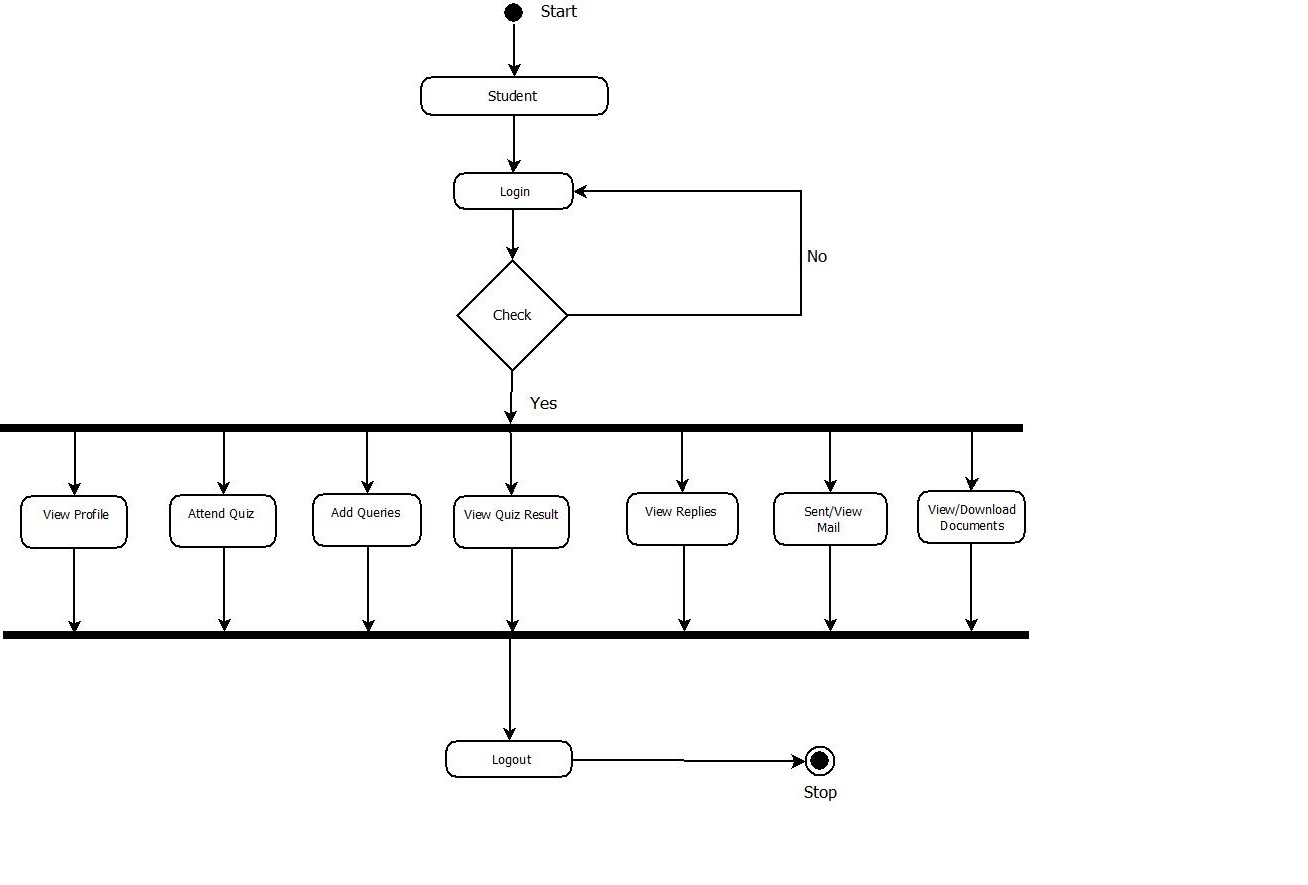 Start
Student
Login
No
Check
Yes
View Profile
Attend Quiz
Add Queries
View Quiz Result
View Replies
Sent/View
Mail
View/Download
Documents
Logout
Stop